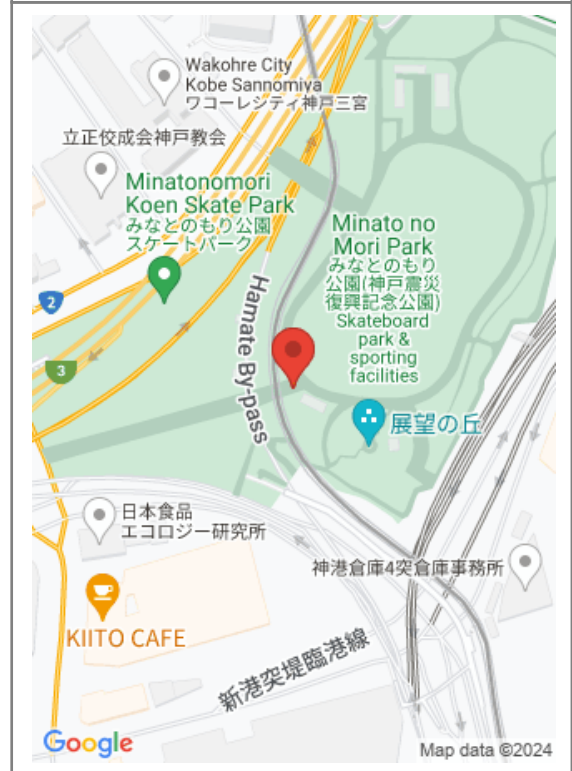 Wakohre City
Kobe Sannomiya
ワコーレシティ神戸三宮
立正佼成会神戸教会
Minatonomori
Koen Skate Park
みなとのもり公園
スケートパーク
Minato no
Mori Park
みなとのもり
公園(神戸震災
復興記念公園)
Skateboard
park &
sporting
facilities
2
Hamate By-pass
3
展望の丘
日本食品
エコロジー研究所
神港倉庫4突倉庫事務所
KIITO CAFE
新港突堤臨港線
Google
Map data ©2024